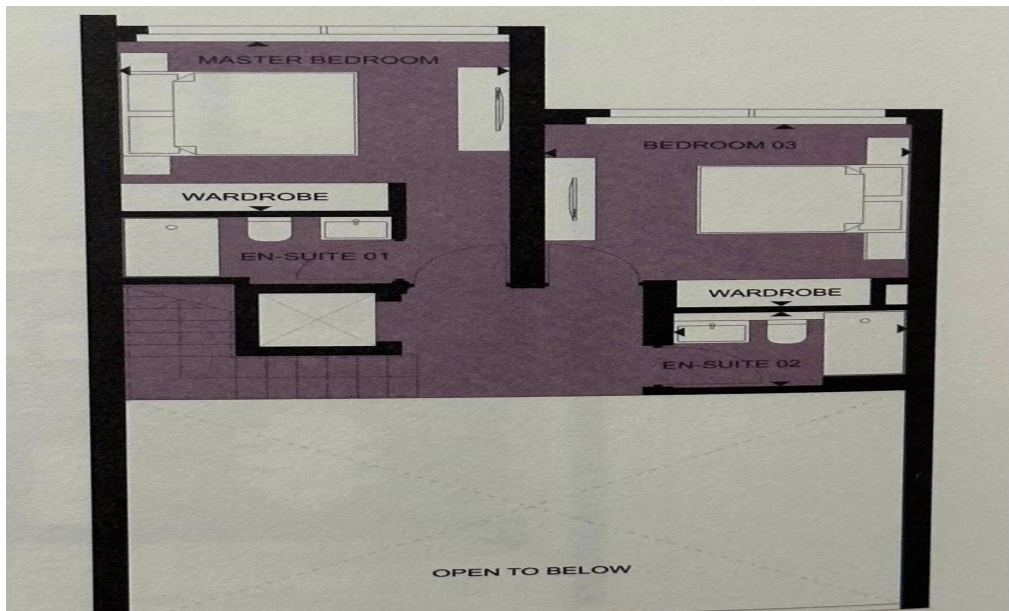 MASTER BEDROOM
BEDROOM 03
WARDROBE
EN-SUITE 01
WARDROBE
EN-SUITE 02
OPEN TO BELOW